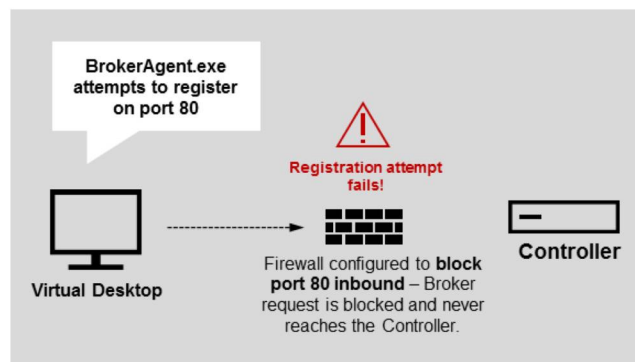 BrokerAgent.exe
attempts to register
on port 80
Registration attempt
fails!
Virtual Desktop
Firewall configured to block
port 80 inbound – Broker
request is blocked and never
reaches the Controller.
Controller